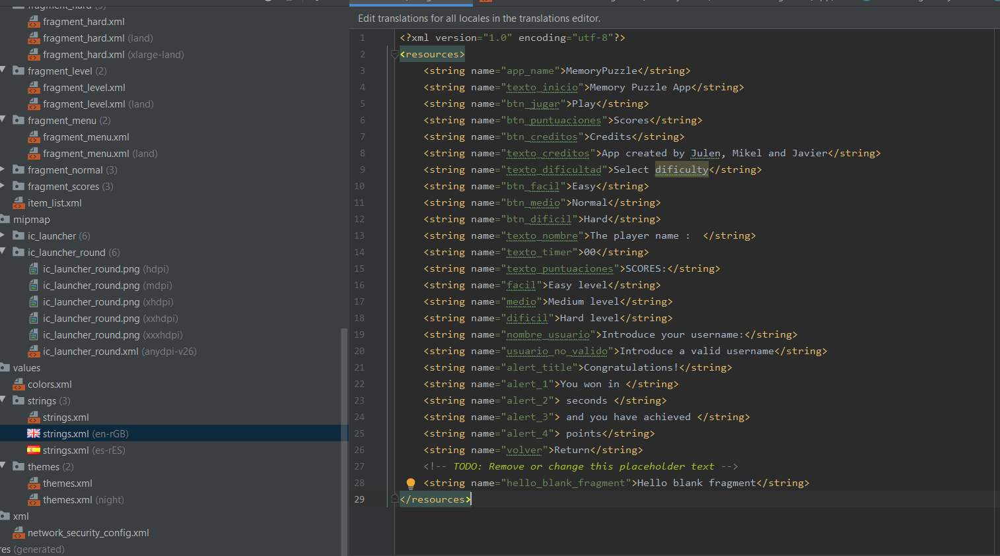 fragment_hard (3)
fragment_hard.xml
fragment_hard.xml (land)
fragment_hard.xml (xlarge-land)
fragment_level (2)
fragment_level.xml
fragment_level.xml (land)
fragment_menu (2)
fragment_menu.xml
fragment_menu.xml (land)
fragment_normal (3)
fragment_scores (3)
item_list.xml
mipmap
ic_launcher (6)
ic_launcher_round (6)
ic_launcher_round.png (hdpi)
ic_launcher_round.png (mdpi)
ic_launcher_round.png (xhdpi)
ic_launcher_round.png (xxhdpi)
ic_launcher_round.png (xxxhdpi)
ic_launcher_round.xml (anydpi-v26)
values
colors.xml
strings (3)
strings.xml
strings.xml (en-rGB)
strings.xml (es-rES)
themes (2)
themes.xml
themes.xml (night)
xml
network_security_config.xml
res (generated)
Edit translations for all locales in the translations editor.
1 <?xml version="1.0" encoding="utf-8"?>
2 <resources>
3 <string name="app_name">MemoryPuzzle</string>
4 <string name="texto_inicio">Memory Puzzle App</string>
5 <string name="btn_jugar">Play</string>
6 <string name="btn_puntuaciones">Scores</string>
7 <string name="btn_creditos">Credits</string>
8 <string name="texto_creditos">App created by Julen, Mikel and Javier</string>
9 <string name="texto_dificultad">Select dificulty</string>
10 <string name="btn_facil">Easy</string>
11 <string name="btn_medio">Normal</string>
12 <string name="btn_dificil">Hard</string>
13 <string name="texto_nombre">The player name :  </string>
14 <string name="texto_timer">00</string>
15 <string name="texto_puntuaciones">SCORES:</string>
16 <string name="facil">Easy level</string>
17 <string name="medio">Medium level</string>
18 <string name="dificil">Hard level</string>
19 <string name="nombre_usuario">Introduce your username:</string>
20 <string name="usuario_no_valido">Introduce a valid username</string>
21 <string name="alert_title">Congratulations!</string>
22 <string name="alert_1">You won in </string>
23 <string name="alert_2"> seconds </string>
24 <string name="alert_3"> and you have achieved </string>
25 <string name="alert_4"> points</string>
26 <string name="volver">Return</string>
27 <!-- TODO: Remove or change this placeholder text -->
28 <string name="hello_blank_fragment">Hello blank fragment</string>
29 </resources>